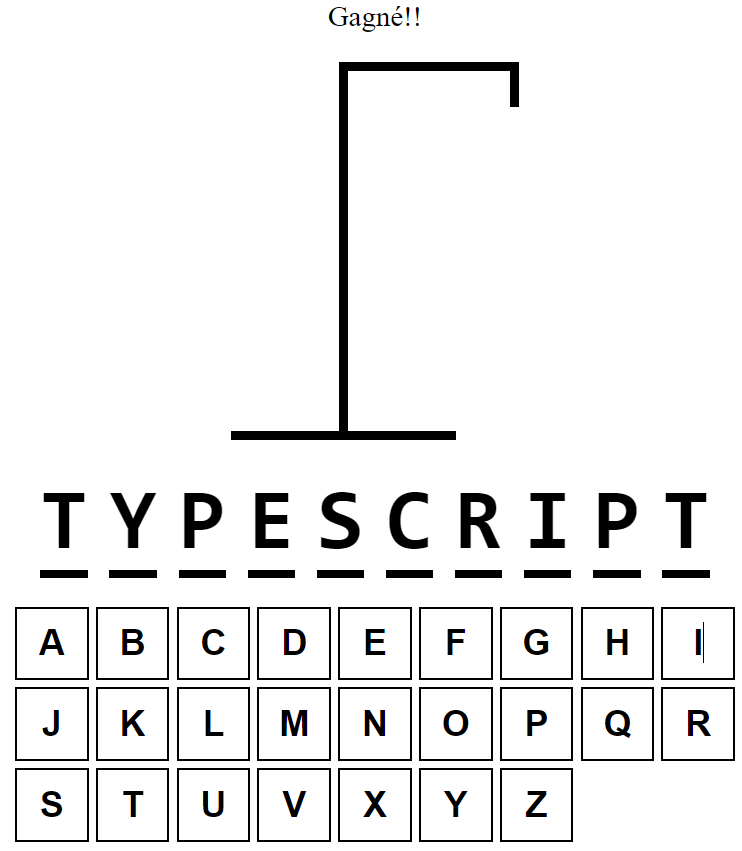 Gagné!!
T Y P E S C R I P T
A B C D E F G H I
J K L M N O P Q R
S T U V X Y Z